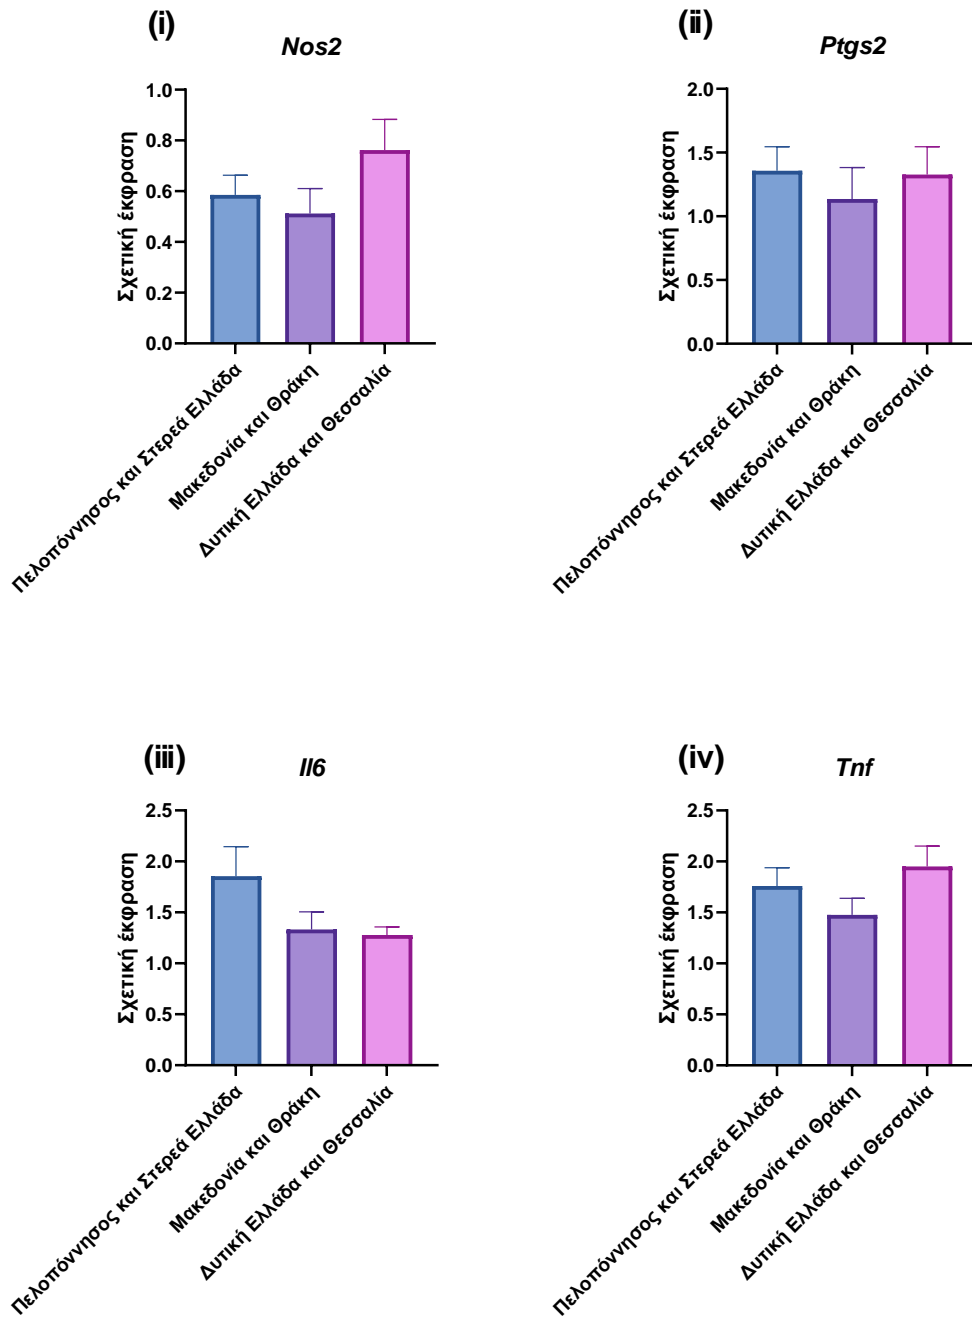 (i)
Nos2
Σχετική έκφραση
1.0
0.8
0.6
0.4
0.2
0.0
Πελοπόννησος και Στερεά Ελλάδα
Μακεδονία και Θράκη
Δυτική Ελλάδα και Θεσσαλία
(ii)
Ptgs2
Σχετική έκφραση
2.0
1.5
1.0
0.5
0.0
Πελοπόννησος και Στερεά Ελλάδα
Μακεδονία και Θράκη
Δυτική Ελλάδα και Θεσσαλία
(iii)
Il6
Σχετική έκφραση
2.5
2.0
1.5
1.0
0.5
0.0
Πελοπόννησος και Στερεά Ελλάδα
Μακεδονία και Θράκη
Δυτική Ελλάδα και Θεσσαλία
(iv)
Tnf
Σχετική έκφραση
2.5
2.0
1.5
1.0
0.5
0.0
Πελοπόννησος και Στερεά Ελλάδα
Μακεδονία και Θράκη
Δυτική Ελλάδα και Θεσσαλία